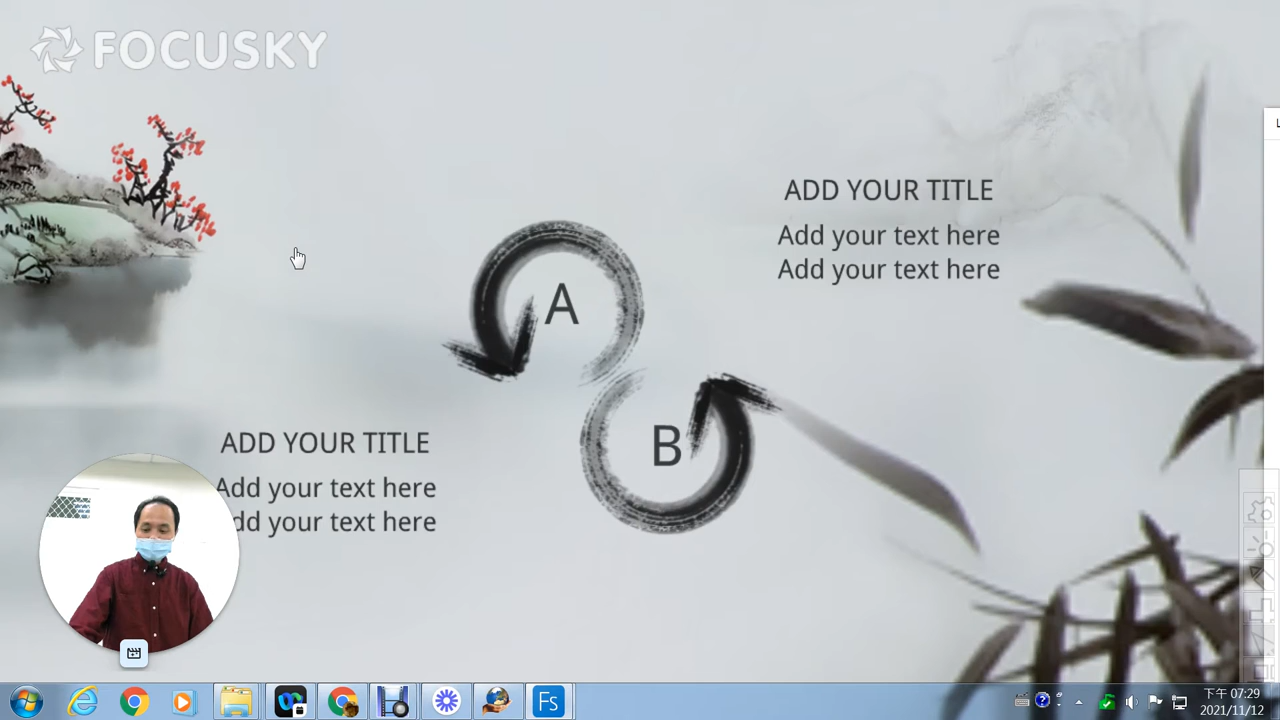 FOCUSKY
ADD YOUR TITLE
Add your text here
Add your text here
A
B
ADD YOUR TITLE
Add your text here
dd your text here
Fs
下午 07:29
2021/11/12